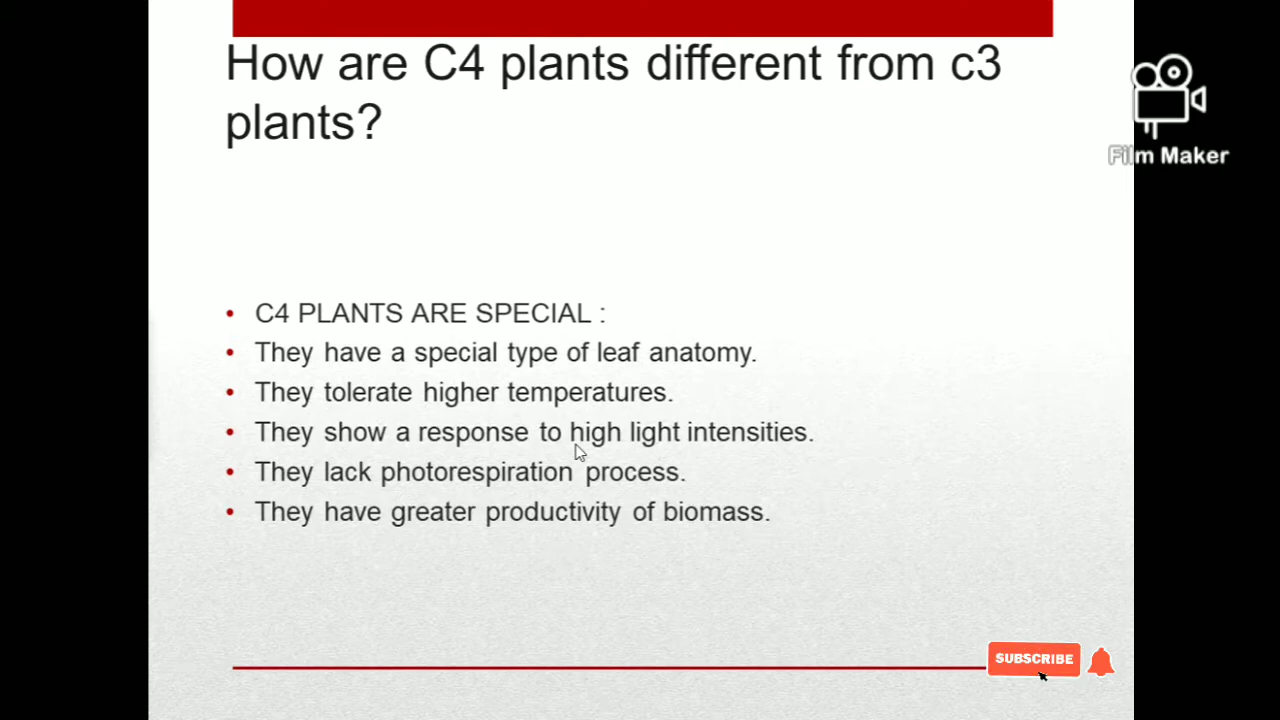 How are C4 plants different from c3
plants?
Film Maker
• C4 PLANTS ARE SPECIAL :
• They have a special type of leaf anatomy.
• They tolerate higher temperatures.
• They show a response to high light intensities.
• They lack photorespiration process.
• They have greater productivity of biomass.
SUBSCRIBE